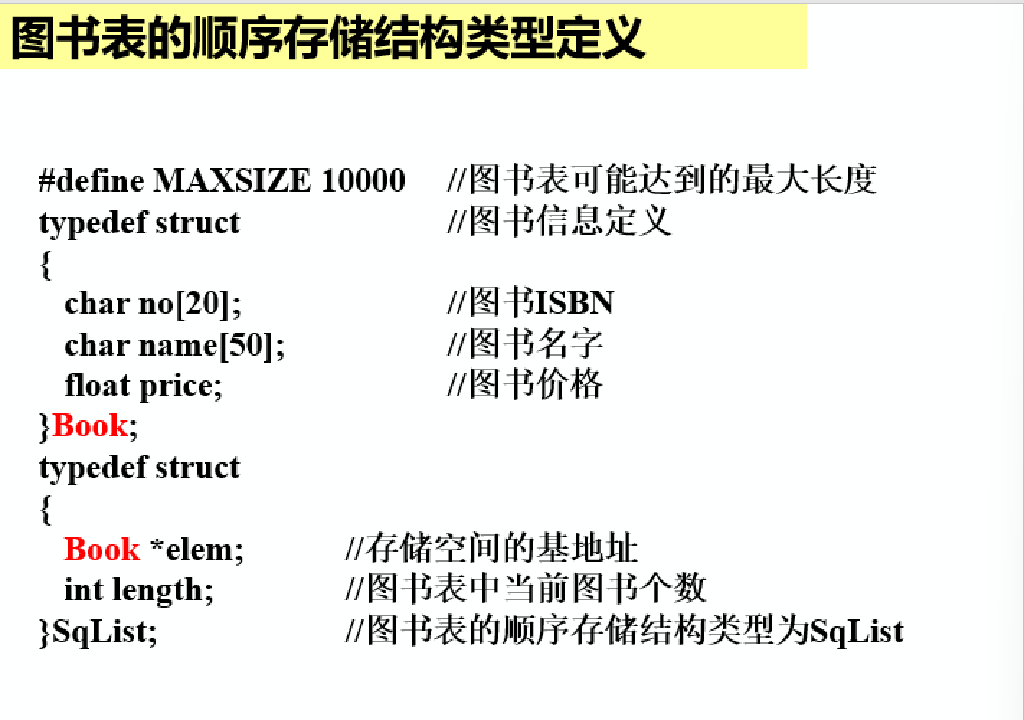 图书表的顺序存储结构类型定义
#define MAXSIZE 10000 //图书表可能达到的最大长度
typedef struct //图书信息定义
{
char no[20]; //图书ISBN
char name[50]; //图书名字
float price; //图书价格
}Book;
typedef struct
{
Book *elem; //存储空间的基地址
int length; //图书表中当前图书个数
}SqList; //图书表的顺序存储结构类型为SqList